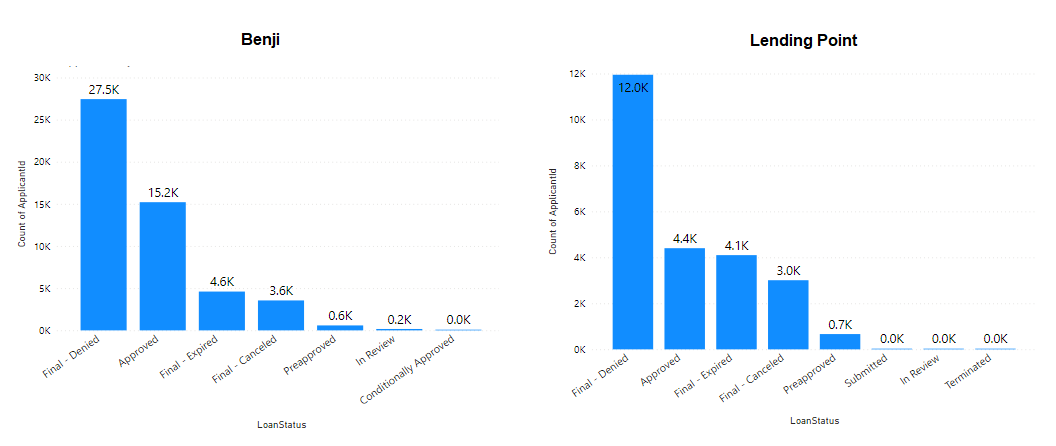 Benji
30K
25K
20K
15K
10K
5K
0K
Count of ApplicantId
27.5K
15.2K
4.6K
3.6K
0.6K
0.2K
0.0K
Final - Denied
Approved
Final - Expired
Final - Canceled
Preapproved
In Review
Conditionally Approved
LoanStatus
Lending Point
12K
10K
8K
6K
4K
2K
0K
Count of ApplicantId
12.0K
4.4K
4.1K
3.0K
0.7K
0.0K
0.0K
0.0K
Final - Denied
Approved
Final - Expired
Final - Canceled
Preapproved
Submitted
In Review
Terminated
LoanStatus